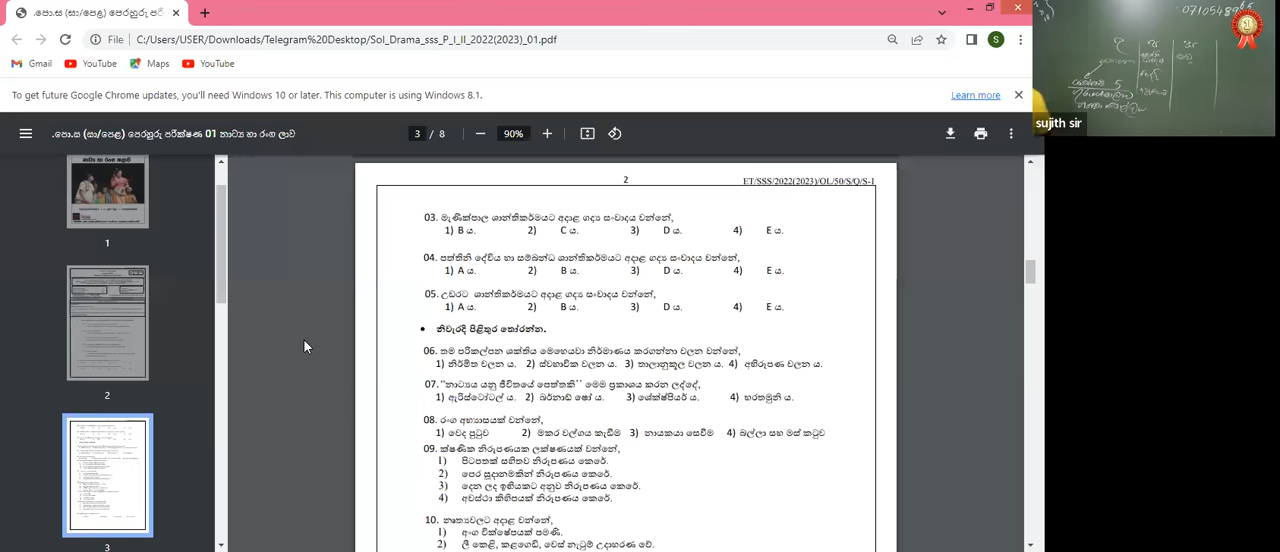 .පො.ස (සා/පෙළ) පෙරහුරු පරී
File C:/Users/USER/Downloads/Telegram%20Desktop/Sol_Drama_sss_P_I_II_2022(2023)_01.pdf
S
Gmail YouTube Maps YouTube
To get future Google Chrome updates, you'll need Windows 10 or later. This computer is using Windows 8.1. Learn more
.පො.ස (සා/පෙළ) පෙරහුරු පරීක්ෂණ 01 නාට්‍ය හා රංග ලාව 3 / 8 90%
1
2
3
sujith sir
2 ET/SSS/2022(2023)/OL/50/S/Q/S-1
03. මැණික්පාල ශාන්තිකර්මයට අදාළ ගද්‍ය සංවාදය වන්නේ,
1) B ය. 2) C ය. 3) D ය. 4) E ය.
04. පත්තිනි දේවිය හා සම්බන්ධ ශාන්තිකර්මයට අදාළ ගද්‍ය සංවාදය වන්නේ,
1) A ය. 2) B ය. 3) D ය. 4) E ය.
05. උඩරට ශාන්තිකර්මයට අදාළ ගද්‍ය සංවාදය වන්නේ,
1) A ය. 2) B ය. 3) D ය. 4) E ය.
• නිවැරදි පිළිතුර තෝරන්න.
06. තම පරිකල්පන ශක්තිය මෙහෙයවා නිර්මාණය කරගන්නා චලන වන්නේ,
1) නිර්මිත චලන ය. 2) ස්වභාවික චලන ය. 3) තාලානුකූල චලන ය. 4) අභිරූපණ චලන ය.
07. ‘‘නාට්‍යය යනු ජීවිතයේ පෙත්තකි’’ මෙම ප්‍රකාශය කරන ලද්දේ,
1) ඇරිස්ටෝටල් ය. 2) බර්නාඩ් ෂෝ ය. 3) ශේක්ෂ්පියර් ය. 4) භරතමුනි ය.
08. රංග අභ්‍යාසයක් වන්නේ,
1) වෙද පුටුව 2) මානව වල්ගය කැඩීම 3) නායකයා සෙවීම 4) බල්ලා සහ මස් කටුව
09. ක්ෂණික නිරූපණයක ලක්ෂණයක් වන්නේ,
1) පිටපතක් සහිතව නිරූපණය කෙරේ.
2) පෙර සූදානමකින් නිරූපණය කෙරේ.
3) දෙන ලද ඉඟියකට අනුව නිරූපණය කෙරේ.
4) අවස්ථා කිහිපයක් නිරූපණය කෙරේ.
10. නෘත්‍යවලට අදාළ වන්නේ,
1) අංග වික්ෂේපයක් පමණි.
2) ලී කෙළි, කළගෙඩි, වෙස් නැටුම් උදාහරණ වේ.